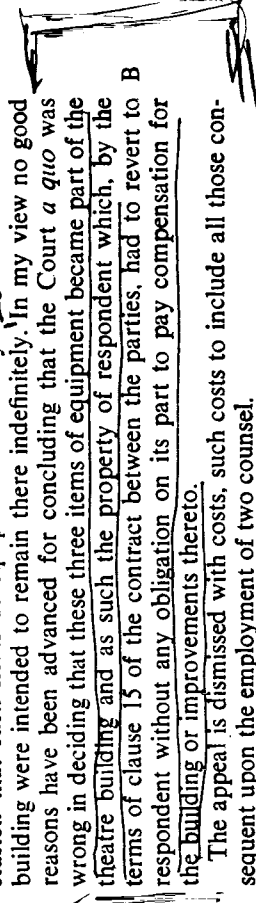 building were intended to remain there indefinitely. In my view no good
reasons have been advanced for concluding that the Court a quo was
wrong in deciding that these three items of equipment became part of the
theatre building and as such the property of respondent which, by the
terms of clause 15 of the contract between the parties, had to revert to B
respondent without any obligation on its part to pay compensation for
the building or improvements thereto.
The appeal is dismissed with costs, such costs to include all those con-
sequent upon the employment of two counsel.